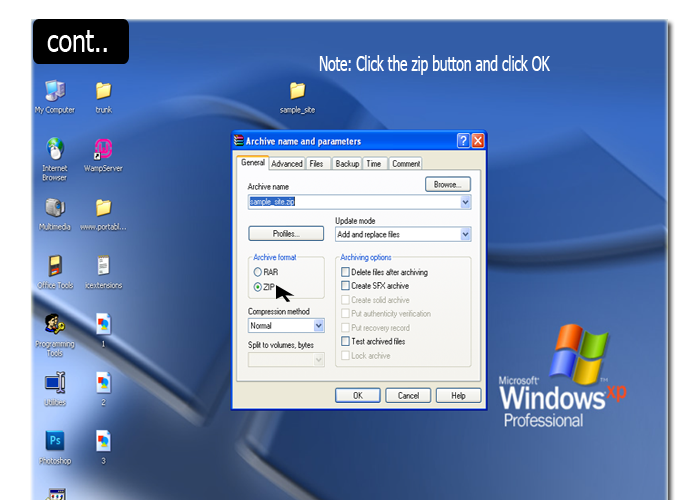 cont..
Note: Click the zip button and click OK
My Computer
trunk
sample_site
Internet
Browser
WampServer
Multimedia
www.portabl...
Office Tools
icextensions
Programming
Tools
1
Utilities
2
Photoshop
Ps
3
Archive name and parameters
General Advanced Files Backup Time Comment
Archive name
Browse...
sample_site.zip
Update mode
Profiles...
Add and replace files
Archive format
Archiving options
RAR
Delete files after archiving
ZIP
Create SFX archive
Create solid archive
Compression method
Put authenticity verification
Normal
Put recovery record
Split to volumes, bytes
Test archived files
Lock archive
OK Cancel Help
Microsoft
Windows xp
Professional